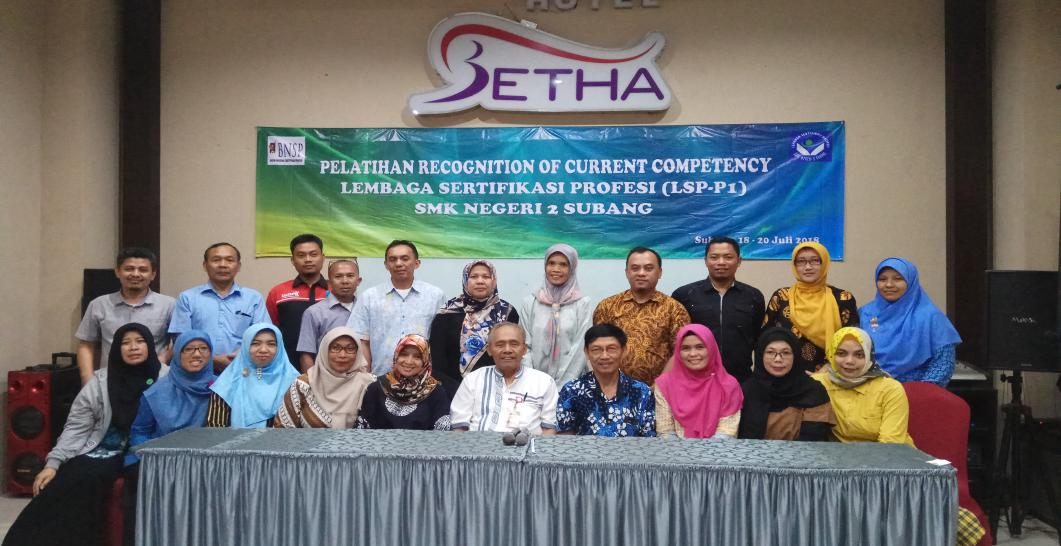 HOTEL
BETHA
BNSP
PELATIHAN RECOGNITION OF CURRENT COMPETENCY
LEMBAGA SERTIFIKASI PROFESI (LSP-P1)
SMK NEGERI 2 SUBANG
18 - 20 Juli 2018